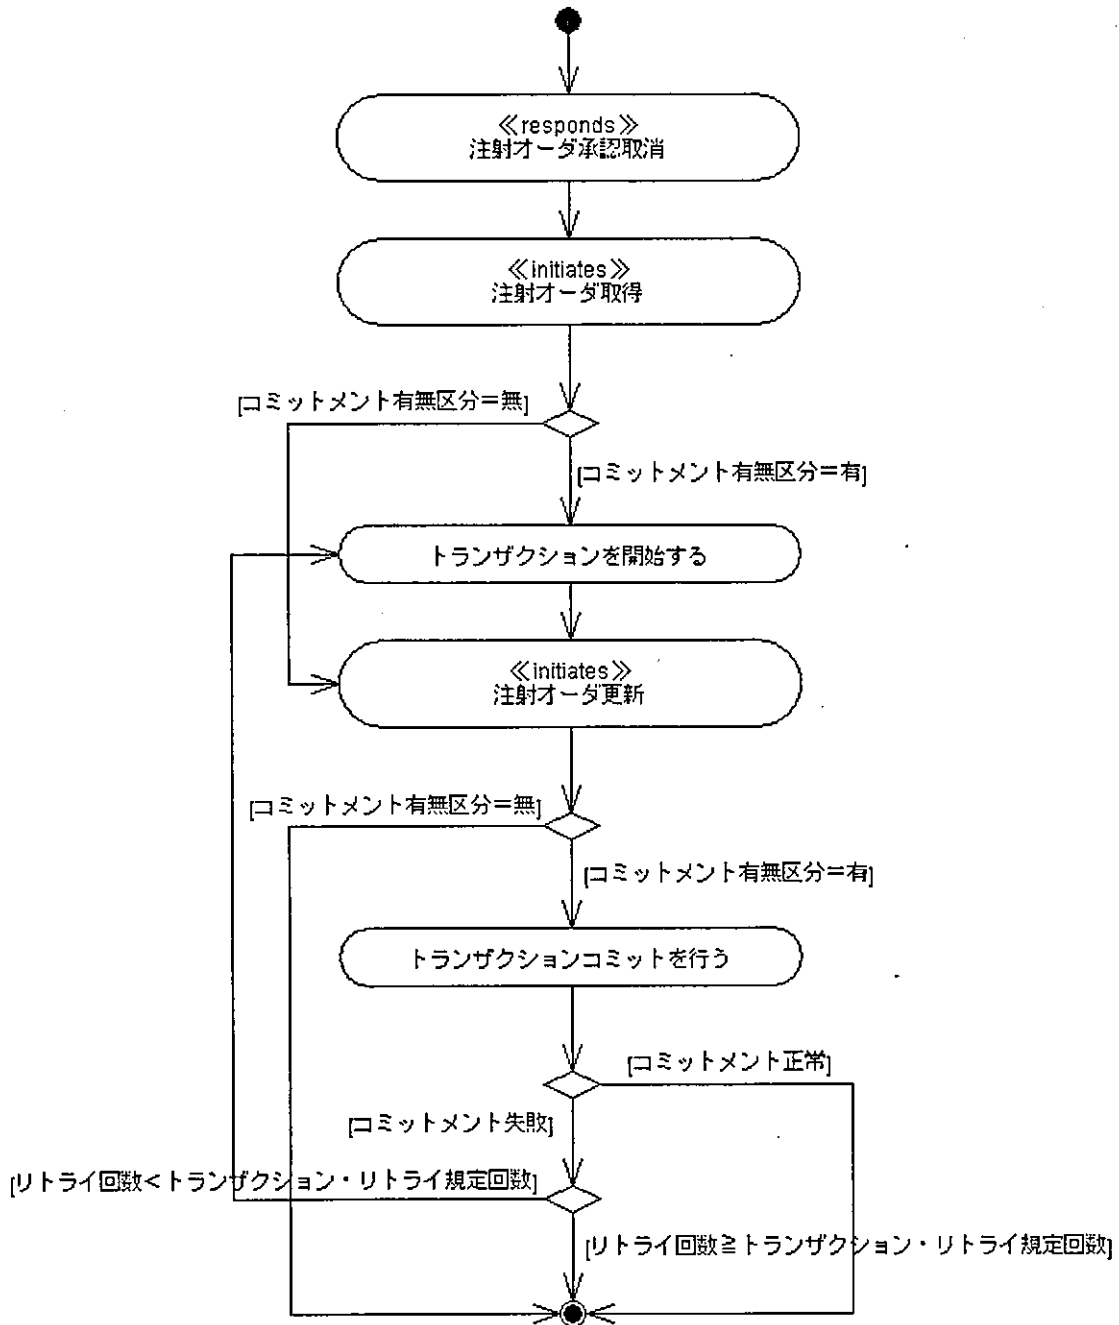 ≪responds≫
注射オーダ承認取消
≪initiates≫
注射オーダ取得
[コミットメント有無区分＝無]
[コミットメント有無区分＝有]
トランザクションを開始する
≪initiates≫
注射オーダ更新
[コミットメント有無区分＝無]
[コミットメント有無区分＝有]
トランザクションコミットを行う
[コミットメント正常]
[コミットメント失敗]
[リトライ回数＜トランザクション・リトライ規定回数]
[リトライ回数≧トランザクション・リトライ規定回数]